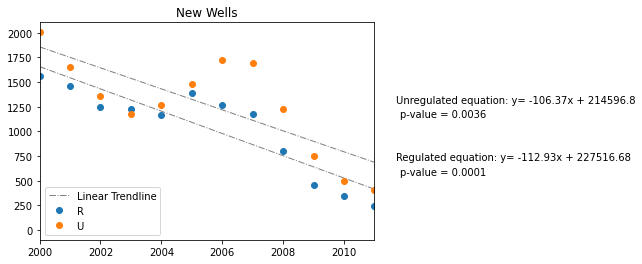 New Wells
2000
1750
1500
1250
1000
750
500
250
0
Linear Trendline
R
U
2000
2002
2004
2006
2008
2010
Unregulated equation: y= -106.37x + 214596.8
p-value = 0.0036
Regulated equation: y= -112.93x + 227516.68
p-value = 0.0001